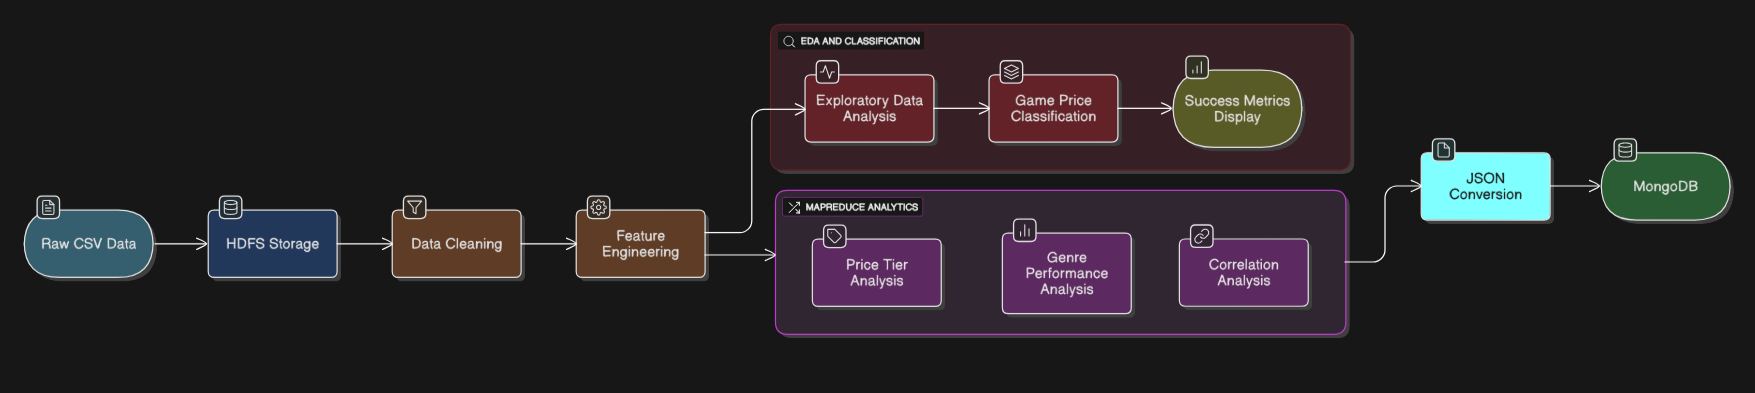 EDA AND CLASSIFICATION
Exploratory Data
Analysis
Game Price
Classification
Success Metrics
Display
Raw CSV Data
HDFS Storage
Data Cleaning
Feature
Engineering
MAPREDUCE ANALYTICS
Price Tier
Analysis
Genre
Performance
Analysis
Correlation
Analysis
JSON
Conversion
MongoDB